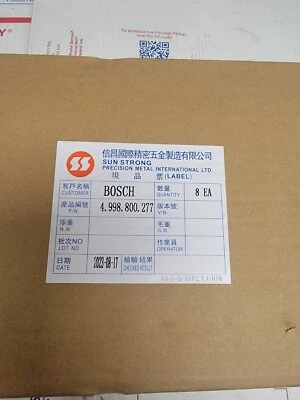 信昌國際精密五金製造有限公司
SUN STRONG
PRECISION METAL INTERNATIONAL LTD.
現 品 票 (LABEL)
客戶名稱 CUSTOMER BOSCH 數量 QUANTITY 8 EA
產品編號 P/N 4.998.800.277 版本號 V/N
淨重 N.W 毛重 G.W
批次NO LOT NO 作業員 OPERATOR
日期 DATE 2022-08-17 檢驗結果 CHECKED RESULT